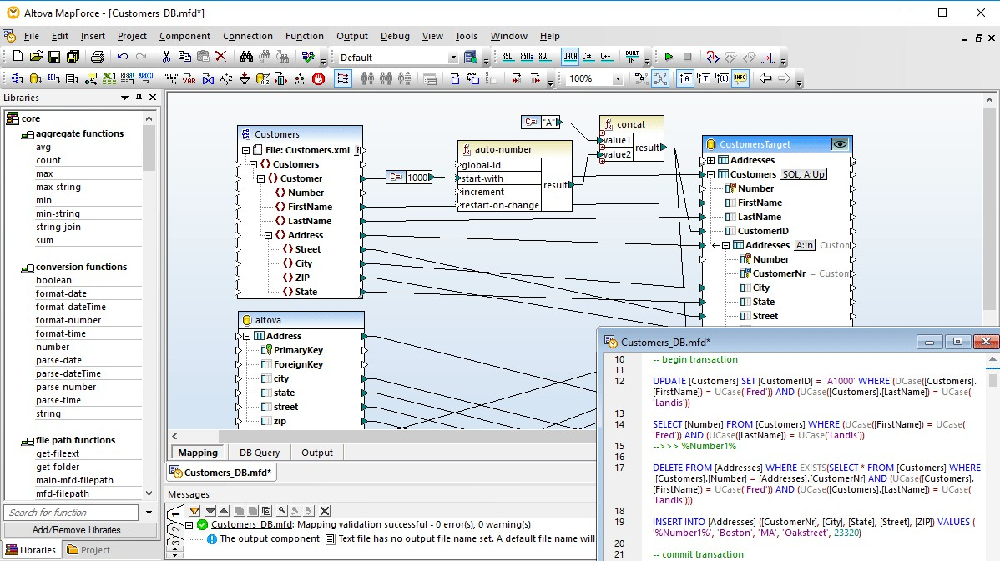 Altova MapForce - [Customers_DB.mfd*]
File Edit Insert Project Component Connection Function Output Debug View Tools Window Help
Default
JAVA C# C++ BUILT IN
100%
Libraries
core
aggregate functions
avg
count
max
max-string
min
min-string
string-join
sum
conversion functions
boolean
format-date
format-dateTime
format-number
format-time
number
parse-date
parse-dateTime
parse-number
parse-time
string
file path functions
get-fileext
get-folder
main-mfd-filepath
mfd-filepath
Search for function
Add/Remove Libraries...
Libraries Project
Customers
File: Customers.xml
Customers
Customer
Number
FirstName
LastName
Address
Street
City
ZIP
State
altova
Address
PrimaryKey
ForeignKey
city
state
street
zip
C= 1000
C= "A"
auto-number
global-id
start-with
increment
restart-on-change
result
concat
value1
value2
result
CustomersTarget
Addresses
Customers SQL, A:Up
Number
FirstName
LastName
CustomerID
Addresses A:In Custom
Number
CustomerNr = Custom
City
State
Street
Mapping DB Query Output
Customers_DB.mfd*
Messages
Customers_DB.mfd: Mapping validation successful - 0 error(s), 0 warning(s)
The output component Text file has no output file name set. A default file name will
Customers_DB.mfd*
10 -- begin transaction
11
12 UPDATE [Customers] SET [CustomerID] = 'A1000' WHERE (UCase([Customers].
[FirstName]) = UCase('Fred')) AND (UCase([Customers].[LastName]) = UCase(
'Landis'))
13
14 SELECT [Number] FROM [Customers] WHERE (UCase([FirstName]) = UCase(
'Fred')) AND (UCase([LastName]) = UCase('Landis'))
15 -->>> %Number1%
16
17 DELETE FROM [Addresses] WHERE EXISTS(SELECT * FROM [Customers] WHERE
[Customers].[Number] = [Addresses].[CustomerNr] AND (UCase([Customers].
[FirstName]) = UCase('Fred')) AND (UCase([Customers].[LastName]) = UCase(
'Landis')))
18
19 INSERT INTO [Addresses] ([CustomerNr], [City], [State], [Street], [ZIP]) VALUES (
'%Number1%', 'Boston', 'MA', 'Oakstreet', 23320)
20
21 -- commit transaction